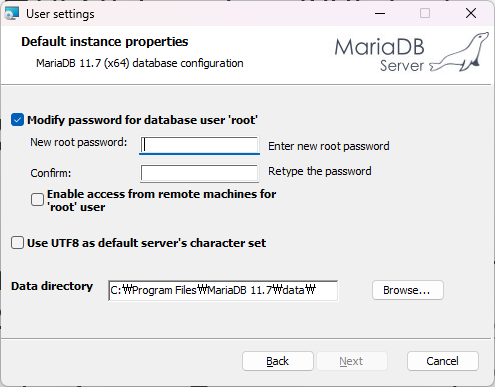 User settings
Default instance properties
MariaDB 11.7 (x64) database configuration
MariaDB
Server
Modify password for database user 'root'
New root password:
Enter new root password
Confirm:
Retype the password
Enable access from remote machines for
'root' user
Use UTF8 as default server's character set
Data directory
C:₩Program Files₩MariaDB 11.7₩data₩
Browse...
Back
Next
Cancel